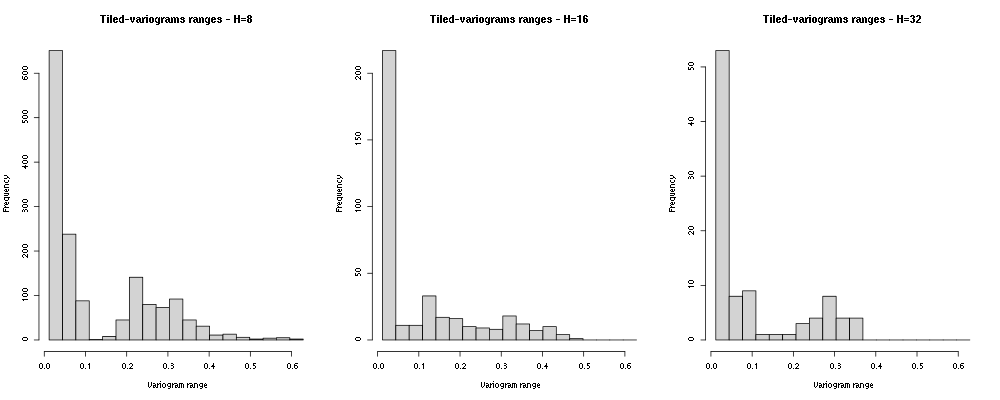 Tiled-variograms ranges - H=8
Frequency
0
100
200
300
400
500
600
0.0 0.1 0.2 0.3 0.4 0.5 0.6
Variogram range
Tiled-variograms ranges - H=16
Frequency
0
50
100
150
200
0.0 0.1 0.2 0.3 0.4 0.5 0.6
Variogram range
Tiled-variograms ranges - H=32
Frequency
0
10
20
30
40
50
0.0 0.1 0.2 0.3 0.4 0.5 0.6
Variogram range